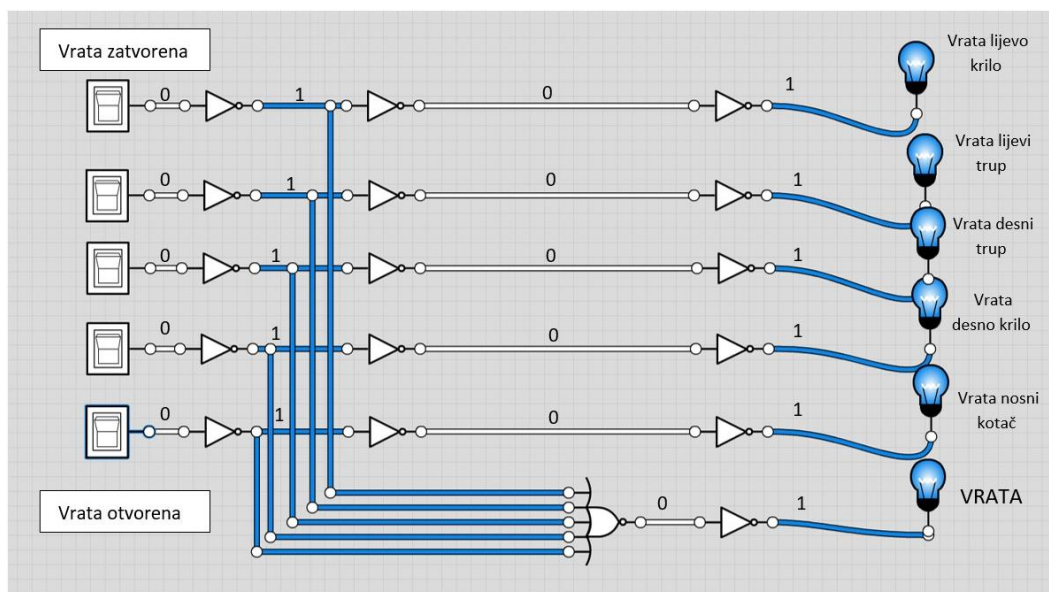 Vrata zatvorena
0
1
0
1
Vrata lijevo
krilo
0
1
0
1
Vrata lijevi
trup
0
1
0
1
Vrata desni
trup
0
1
0
1
Vrata
desno krilo
0
1
0
1
Vrata nosni
kotač
Vrata otvorena
0
1
VRATA